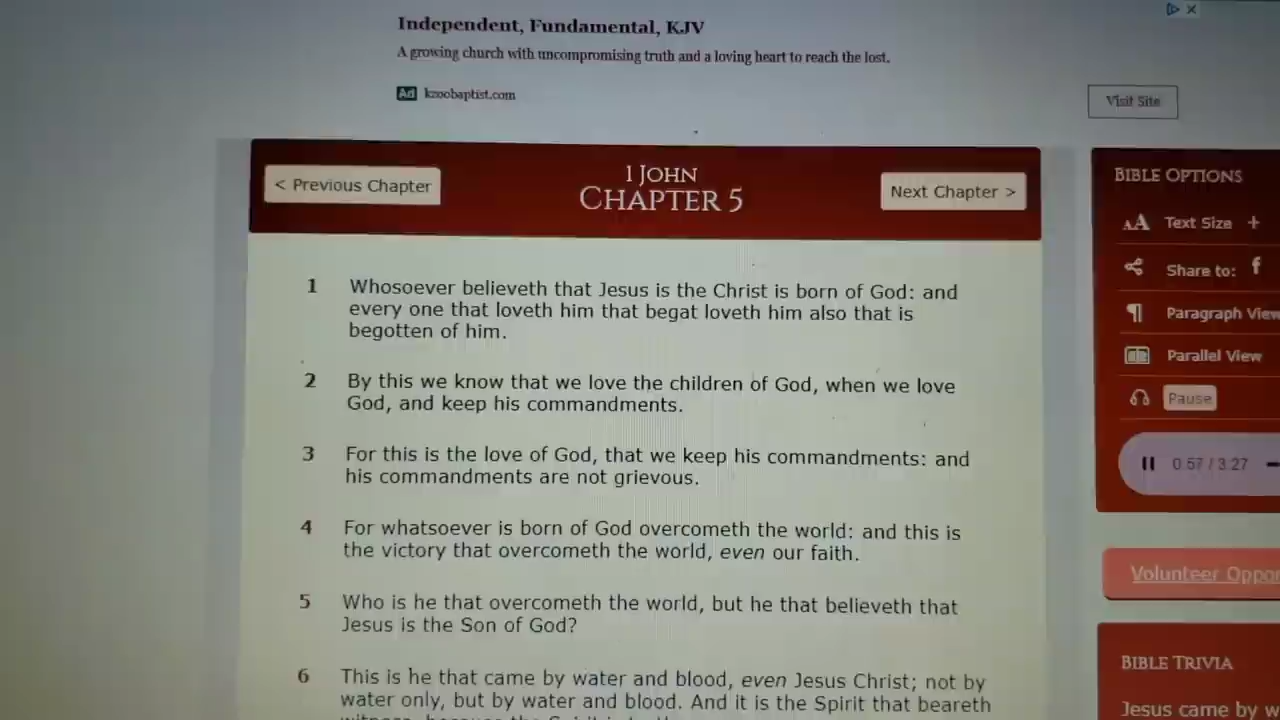 Independent, Fundamental, KJV
A growing church with uncompromising truth and a loving heart to reach the lost.
Ad kzoobaptist.com
Visit Site
< Previous Chapter
1 John
Chapter 5
Next Chapter >
1 Whosoever believeth that Jesus is the Christ is born of God: and
every one that loveth him that begat loveth him also that is
begotten of him.
2 By this we know that we love the children of God, when we love
God, and keep his commandments.
3 For this is the love of God, that we keep his commandments: and
his commandments are not grievous.
4 For whatsoever is born of God overcometh the world: and this is
the victory that overcometh the world, even our faith.
5 Who is he that overcometh the world, but he that believeth that
Jesus is the Son of God?
6 This is he that came by water and blood, even Jesus Christ; not by
water only, but by water and blood. And it is the Spirit that beareth
Bible Options
AA Text Size +
Share to: f
Paragraph View
Parallel View
Pause
0:57 / 3:27
Volunteer Oppor
Bible Trivia
Jesus came by w